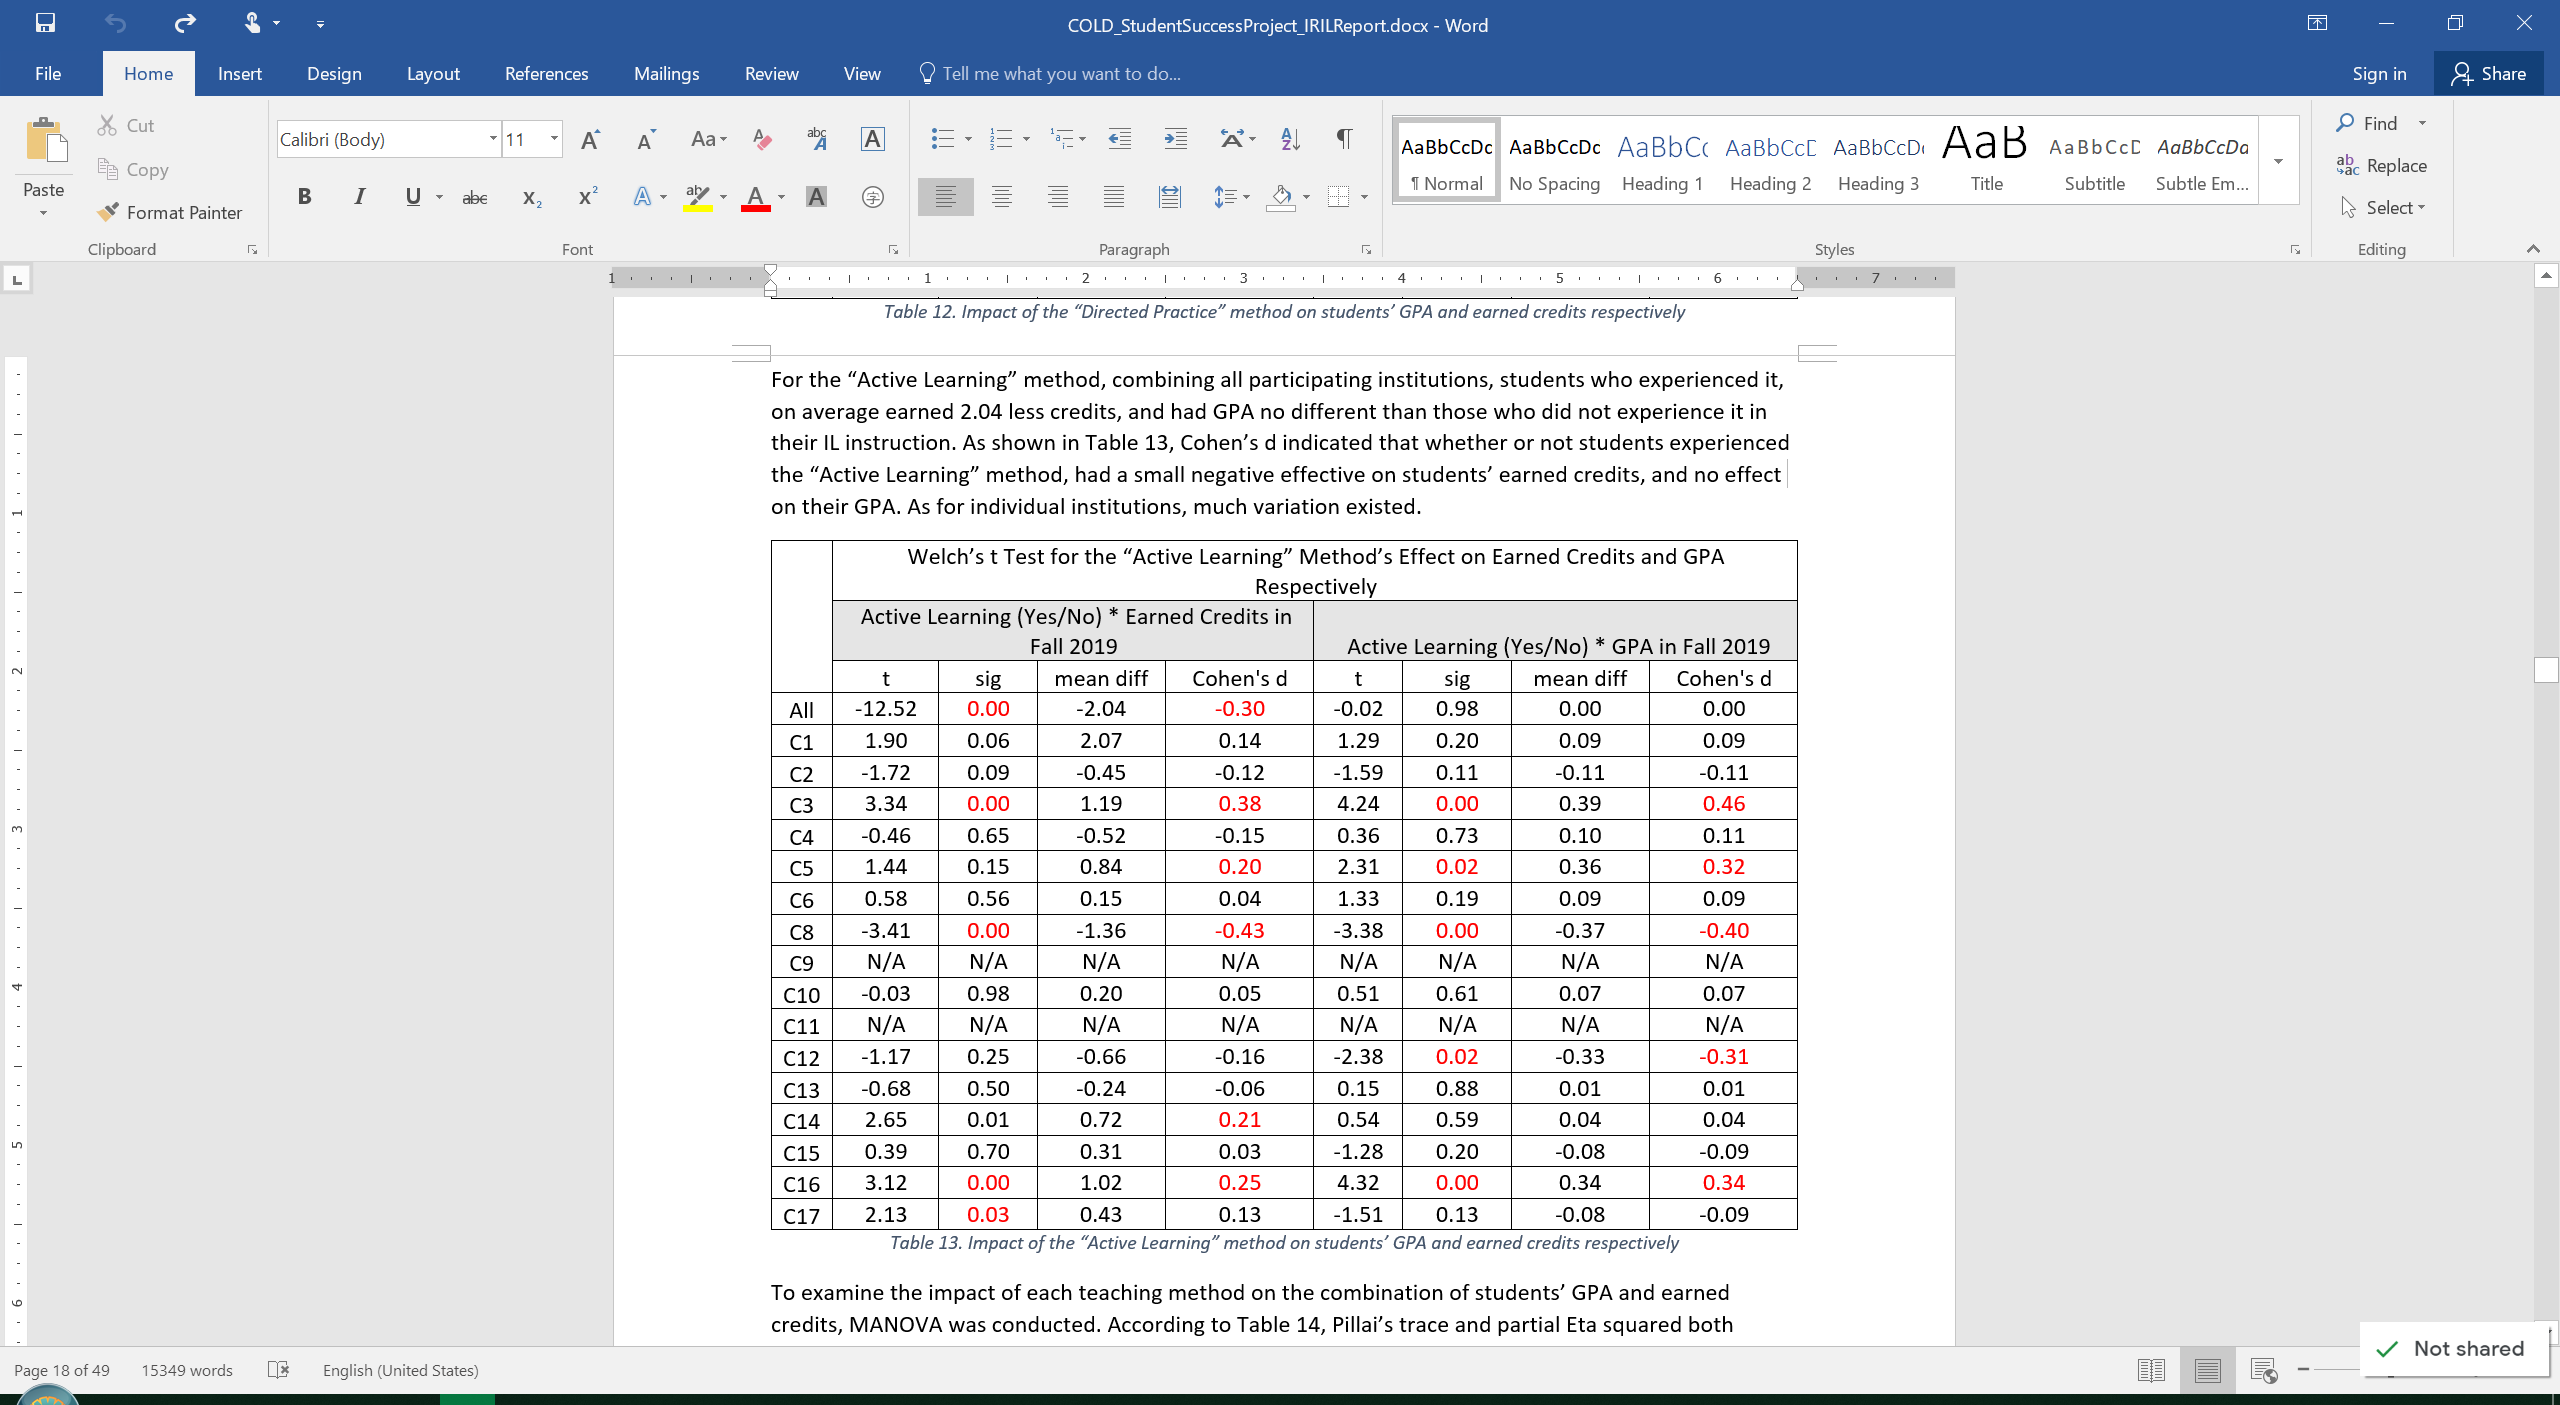 COLD_StudentSuccessProject_IRILReport.docx - Word
File Home Insert Design Layout References Mailings Review View Tell me what you want to do... Sign in Share
Paste
Cut
Copy
Format Painter
Clipboard
Calibri (Body) 11
Font
Paragraph
AaBbCcDc AaBbCcDc AaBbCc AaBbCcD AaBbCcDc AaB AaBbCcD AaBbCcDd
¶ Normal No Spacing Heading 1 Heading 2 Heading 3 Title Subtitle Subtle Em...
Styles
Find
Replace
Select
Editing
1 1 2 3 4 5 6 7
Table 12. Impact of the “Directed Practice” method on students’ GPA and earned credits respectively
For the “Active Learning” method, combining all participating institutions, students who experienced it,
on average earned 2.04 less credits, and had GPA no different than those who did not experience it in
their IL instruction. As shown in Table 13, Cohen’s d indicated that whether or not students experienced
the “Active Learning” method, had a small negative effective on students’ earned credits, and no effect
on their GPA. As for individual institutions, much variation existed.
Welch’s t Test for the “Active Learning” Method’s Effect on Earned Credits and GPA
Respectively
Active Learning (Yes/No) * Earned Credits in
Fall 2019
Active Learning (Yes/No) * GPA in Fall 2019
t sig mean diff Cohen's d t sig mean diff Cohen's d
All -12.52 0.00 -2.04 -0.30 -0.02 0.98 0.00 0.00
C1 1.90 0.06 2.07 0.14 1.29 0.20 0.09 0.09
C2 -1.72 0.09 -0.45 -0.12 -1.59 0.11 -0.11 -0.11
C3 3.34 0.00 1.19 0.38 4.24 0.00 0.39 0.46
C4 -0.46 0.65 -0.52 -0.15 0.36 0.73 0.10 0.11
C5 1.44 0.15 0.84 0.20 2.31 0.02 0.36 0.32
C6 0.58 0.56 0.15 0.04 1.33 0.19 0.09 0.09
C8 -3.41 0.00 -1.36 -0.43 -3.38 0.00 -0.37 -0.40
C9 N/A N/A N/A N/A N/A N/A N/A N/A
C10 -0.03 0.98 0.20 0.05 0.51 0.61 0.07 0.07
C11 N/A N/A N/A N/A N/A N/A N/A N/A
C12 -1.17 0.25 -0.66 -0.16 -2.38 0.02 -0.33 -0.31
C13 -0.68 0.50 -0.24 -0.06 0.15 0.88 0.01 0.01
C14 2.65 0.01 0.72 0.21 0.54 0.59 0.04 0.04
C15 0.39 0.70 0.31 0.03 -1.28 0.20 -0.08 -0.09
C16 3.12 0.00 1.02 0.25 4.32 0.00 0.34 0.34
C17 2.13 0.03 0.43 0.13 -1.51 0.13 -0.08 -0.09
Table 13. Impact of the “Active Learning” method on students’ GPA and earned credits respectively
To examine the impact of each teaching method on the combination of students’ GPA and earned
credits, MANOVA was conducted. According to Table 14, Pillai’s trace and partial Eta squared both
1
2
3
4
5
6
Not shared
Page 18 of 49 15349 words English (United States)